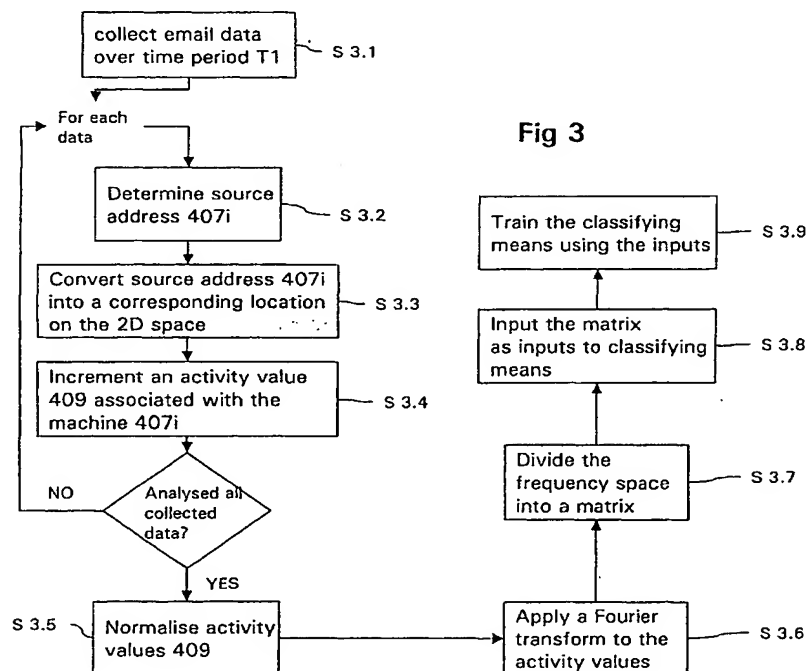 collect email data
over time period T1
S 3.1
For each
data
Fig 3
Determine source
address 407i
S 3.2
Convert source address 407i
into a corresponding location
on the 2D space
S 3.3
Increment an activity value
409 associated with the
machine 407i
S 3.4
NO
Analysed all
collected
data?
YES
S 3.5
Normalise activity
values 409
Apply a Fourier
transform to the
activity values
S 3.6
Divide the
frequency space
into a matrix
S 3.7
Input the matrix
as inputs to classifying
means
S 3.8
Train the classifying
means using the inputs
S 3.9